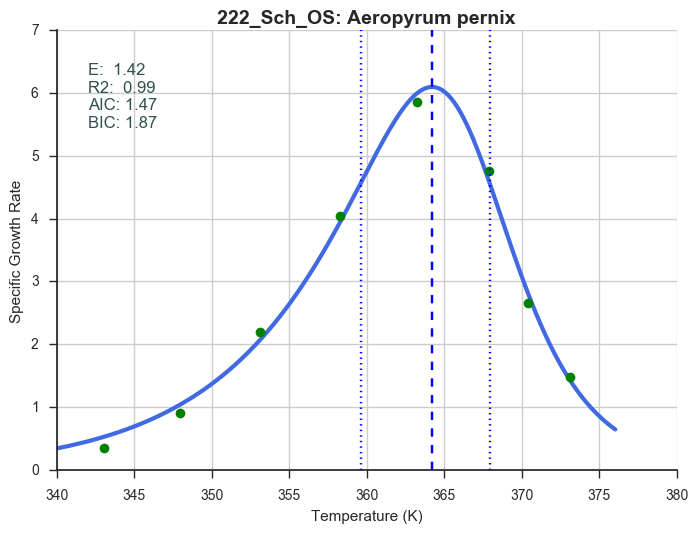 222_Sch_OS: Aeropyrum pernix
E:  1.42
R2:  0.99
AIC: 1.47
BIC: 1.87
Specific Growth Rate
7
6
5
4
3
2
1
0
340 345 350 355 360 365 370 375 380
Temperature (K)